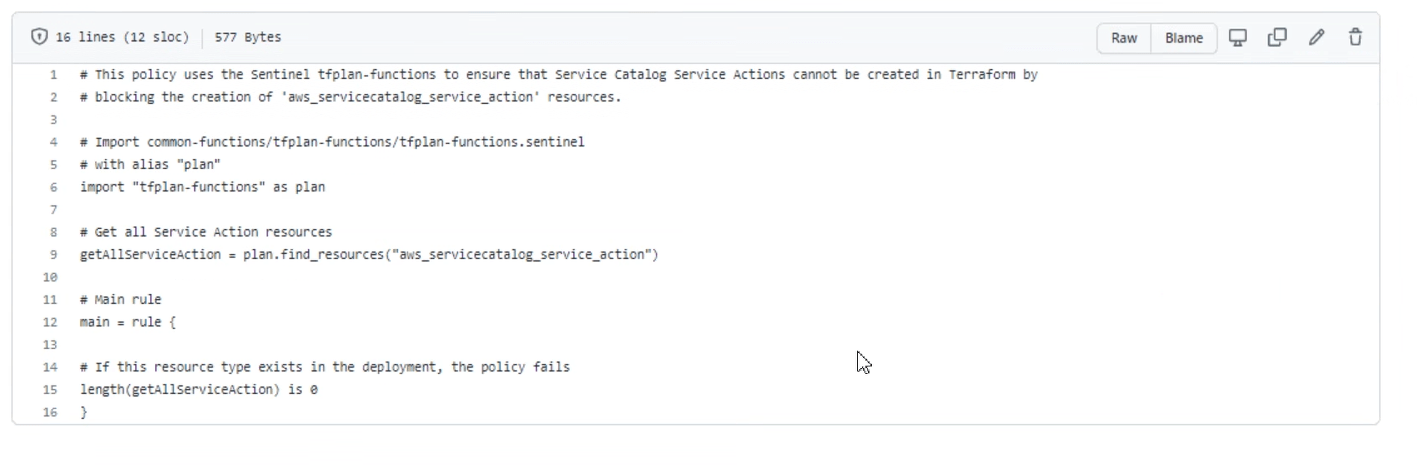 16 lines (12 sloc) 577 Bytes Raw Blame
1 # This policy uses the Sentinel tfplan-functions to ensure that Service Catalog Service Actions cannot be created in Terraform by
2 # blocking the creation of 'aws_servicecatalog_service_action' resources.
3
4 # Import common-functions/tfplan-functions/tfplan-functions.sentinel
5 # with alias "plan"
6 import "tfplan-functions" as plan
7
8 # Get all Service Action resources
9 getAllServiceAction = plan.find_resources("aws_servicecatalog_service_action")
10
11 # Main rule
12 main = rule {
13
14 # If this resource type exists in the deployment, the policy fails
15 length(getAllServiceAction) is 0
16 }